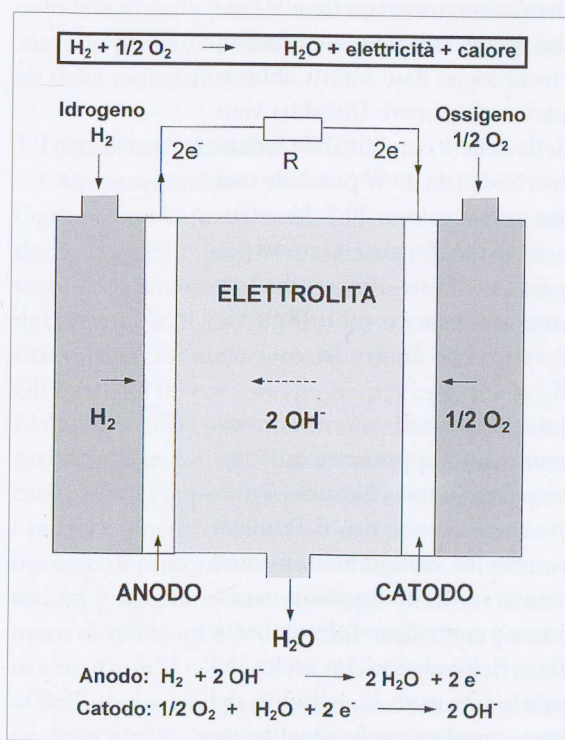 H₂ + 1/2 O₂ → H₂O + elettricità + calore
Idrogeno
H₂
Ossigeno
1/2 O₂
2e⁻
R
2e⁻
ELETTROLITA
H₂
2 OH⁻
1/2 O₂
ANODO
CATODO
H₂O
Anodo: H₂ + 2 OH⁻ → 2 H₂O + 2 e⁻
Catodo: 1/2 O₂ + H₂O + 2 e⁻ → 2 OH⁻